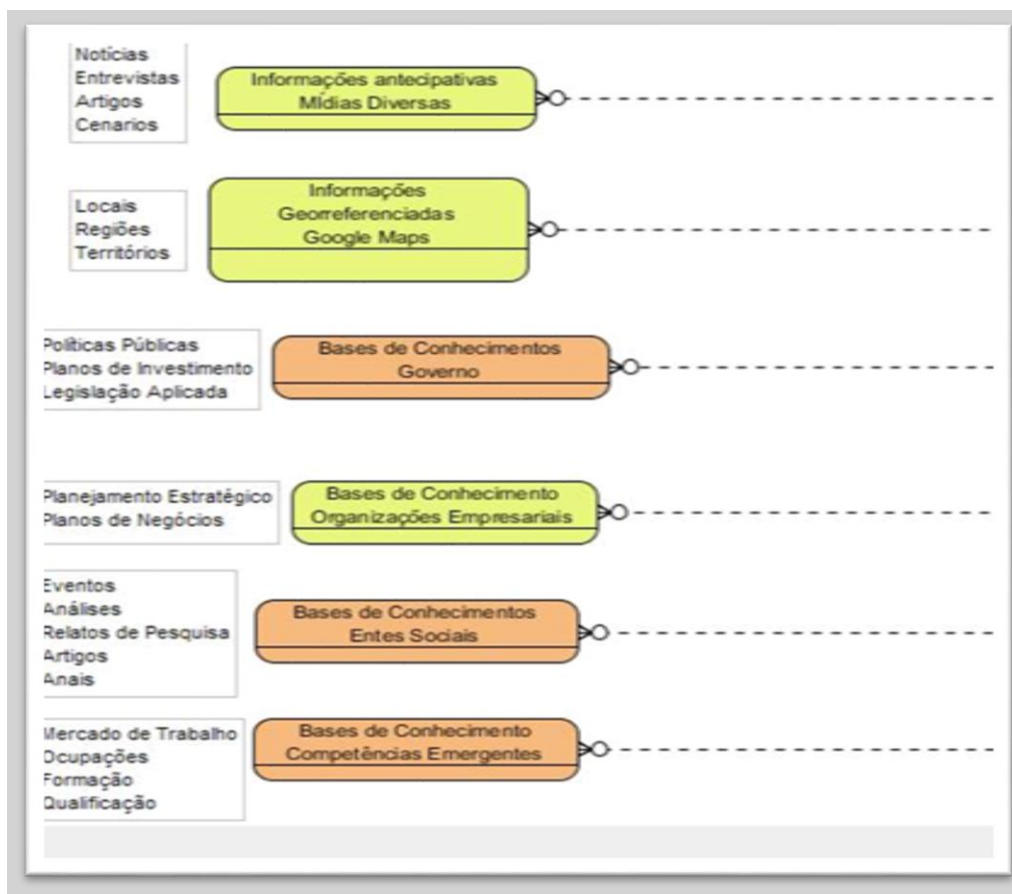 Notícias
Entrevistas
Artigos
Cenarios
Informações antecipativas
Mídias Diversas
Locais
Regiões
Territórios
Informações
Georreferenciadas
Google Maps
Políticas Públicas
Planos de Investimento
Legislação Aplicada
Bases de Conhecimentos
Governo
Planejamento Estratégico
Planos de Negócios
Bases de Conhecimento
Organizações Empresariais
Eventos
Análises
Relatos de Pesquisa
Artigos
Anais
Bases de Conhecimentos
Entes Sociais
Mercado de Trabalho
Ocupações
Formação
Qualificação
Bases de Conhecimento
Competências Emergentes